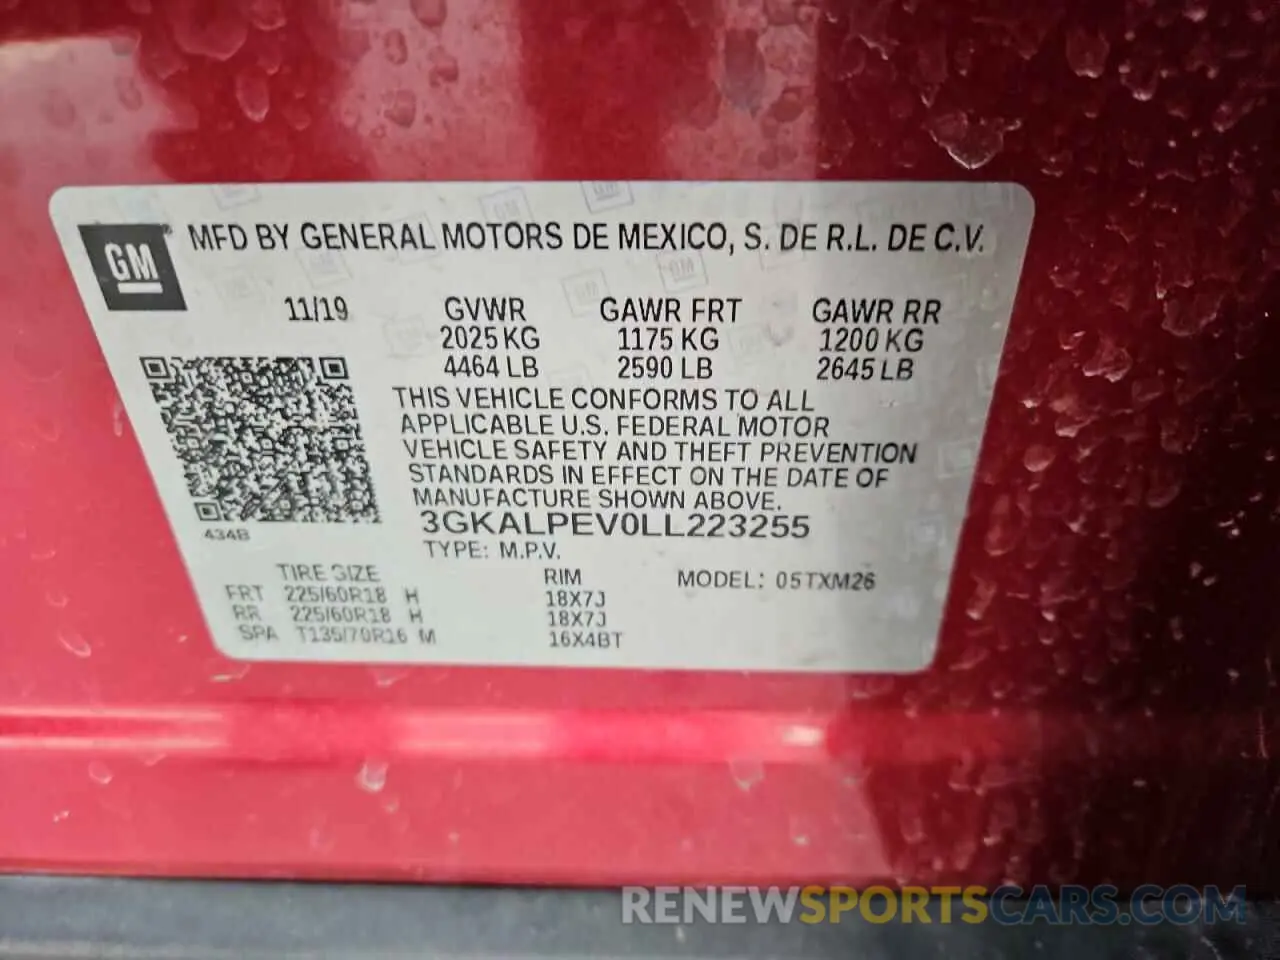 GM ® MFD BY GENERAL MOTORS DE MEXICO, S. DE R.L. DE C.V.
11/19 GVWR GAWR FRT GAWR RR
2025 KG 1175 KG 1200 KG
4464 LB 2590 LB 2645 LB
THIS VEHICLE CONFORMS TO ALL
APPLICABLE U.S. FEDERAL MOTOR
VEHICLE SAFETY AND THEFT PREVENTION
STANDARDS IN EFFECT ON THE DATE OF
MANUFACTURE SHOWN ABOVE.
3GKALPEV0LL223255
434B
TYPE: M.P.V.
TIRE SIZE RIM MODEL: 05TXM26
FRT 225/60R18 H 18X7J
RR 225/60R18 H 18X7J
SPA T135/70R16 M 16X4BT
RENEWSPORTSCARS.COM